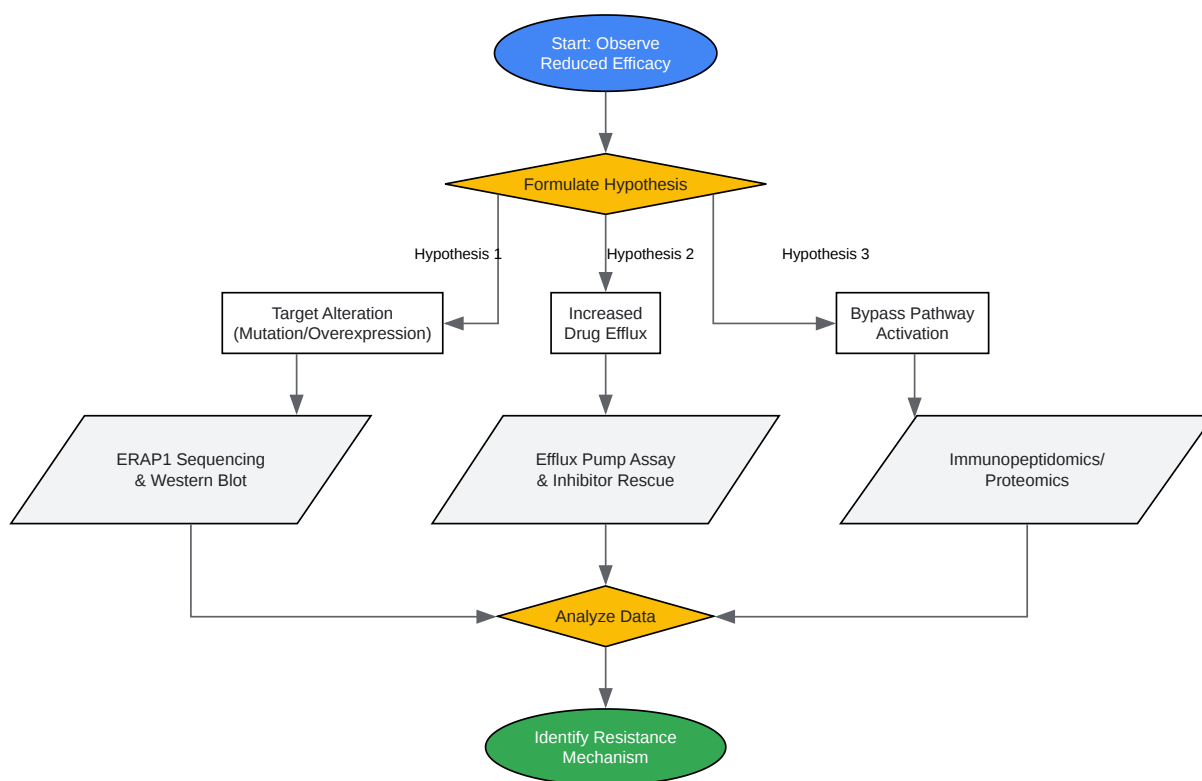 Start: Observe
Reduced Efficacy
Formulate Hypothesis
Hypothesis 1
Hypothesis 2
Hypothesis 3
Target Alteration
(Mutation/Overexpression)
Increased
Drug Efflux
Bypass Pathway
Activation
ERAP1 Sequencing
& Western Blot
Efflux Pump Assay
& Inhibitor Rescue
Immunopeptidomics/
Proteomics
Analyze Data
Identify Resistance
Mechanism